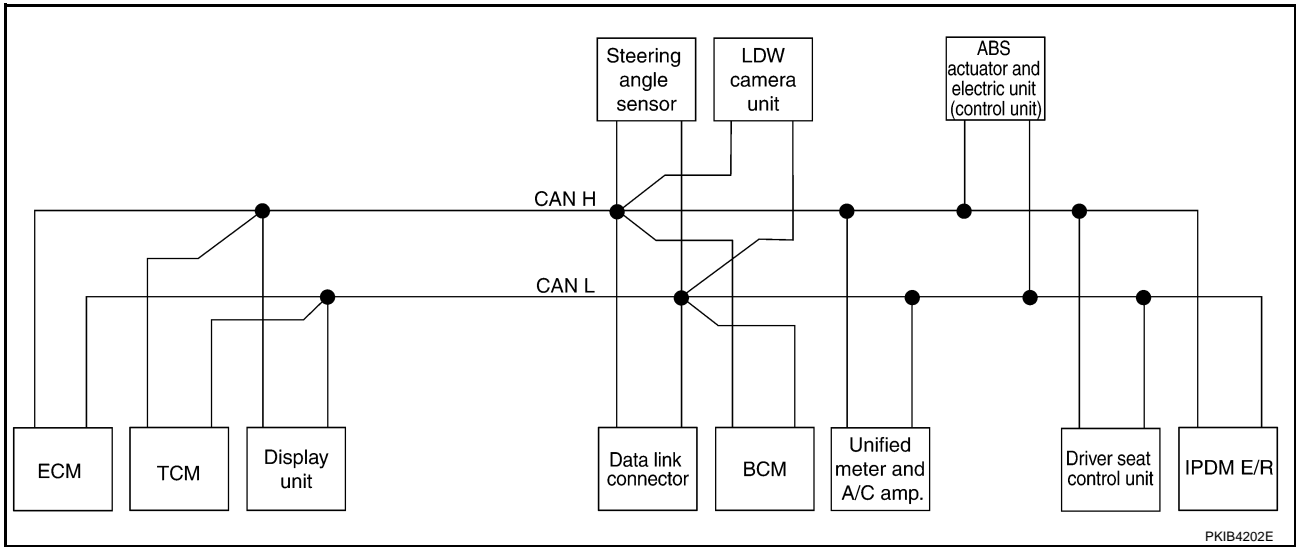 Steering
angle
sensor
LDW
camera
unit
ABS
actuator and
electric unit
(control unit)
CAN H
CAN L
ECM
TCM
Display
unit
Data link
connector
BCM
Unified
meter and
A/C amp.
Driver seat
control unit
IPDM E/R
PKIB4202E